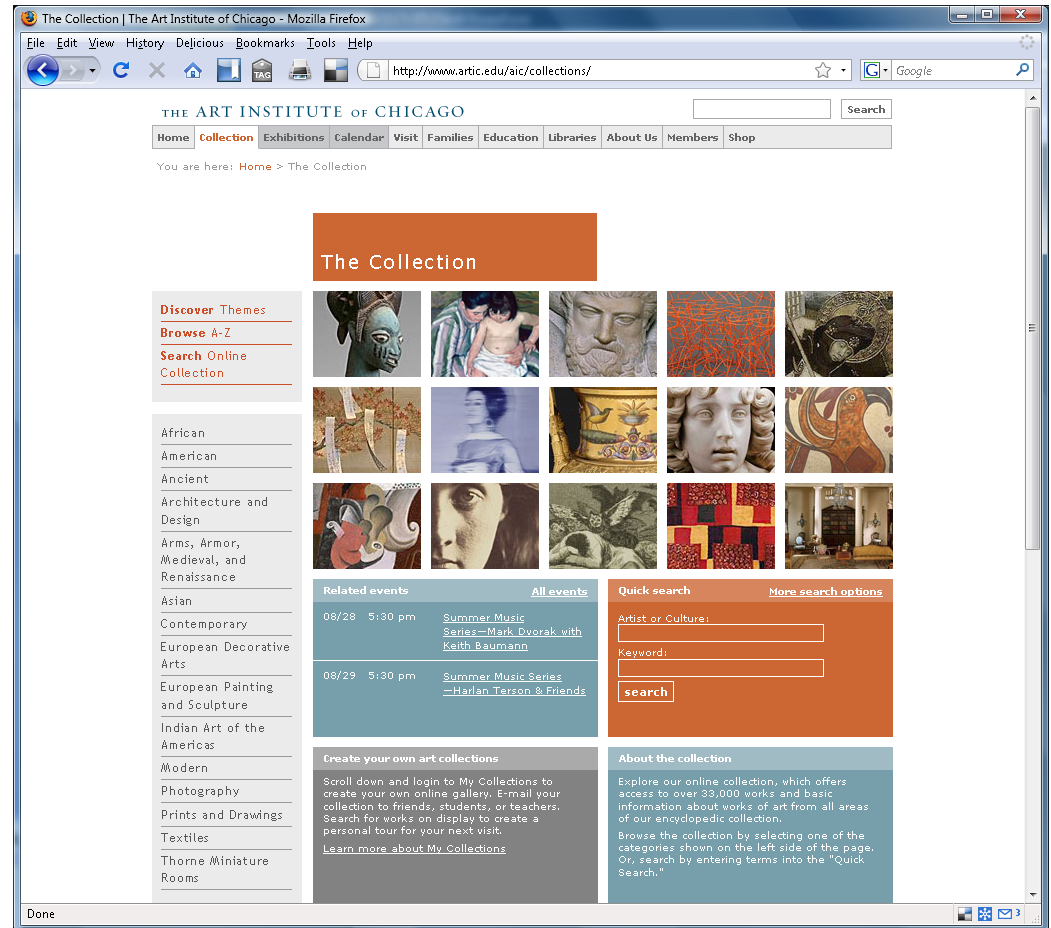 The Collection | The Art Institute of Chicago - Mozilla Firefox
File Edit View History Delicious Bookmarks Tools Help
TAG
http://www.artic.edu/aic/collections/
G
Google
THE ART INSTITUTE OF CHICAGO
Search
Home Collection Exhibitions Calendar Visit Families Education Libraries About Us Members Shop
You are here: Home > The Collection
The Collection
Discover Themes
Browse A-Z
Search Online
Collection
African
American
Ancient
Architecture and
Design
Arms, Armor,
Medieval, and
Renaissance
Asian
Contemporary
European Decorative
Arts
European Painting
and Sculpture
Indian Art of the
Americas
Modern
Photography
Prints and Drawings
Textiles
Thorne Miniature
Rooms
Related events All events
08/28 5:30 pm Summer Music
Series—Mark Dvorak with
Keith Baumann
08/29 5:30 pm Summer Music Series
—Harlan Terson & Friends
Quick search More search options
Artist or Culture:
Keyword:
search
Create your own art collections
Scroll down and login to My Collections to
create your own online gallery. E-mail your
collection to friends, students, or teachers.
Search for works on display to create a
personal tour for your next visit.
Learn more about My Collections
About the collection
Explore our online collection, which offers
access to over 33,000 works and basic
information about works of art from all areas
of our encyclopedic collection.
Browse the collection by selecting one of the
categories shown on the left side of the page.
Or, search by entering terms into the "Quick
Search."
Done
3